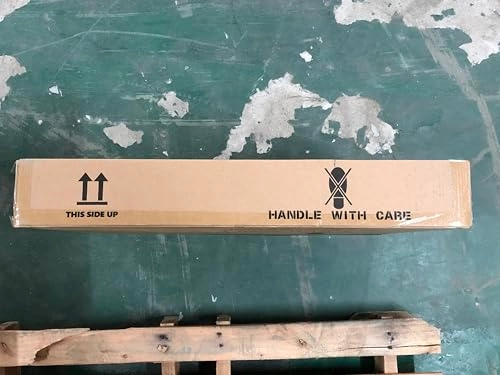 THIS SIDE UP
HANDLE WITH CARE